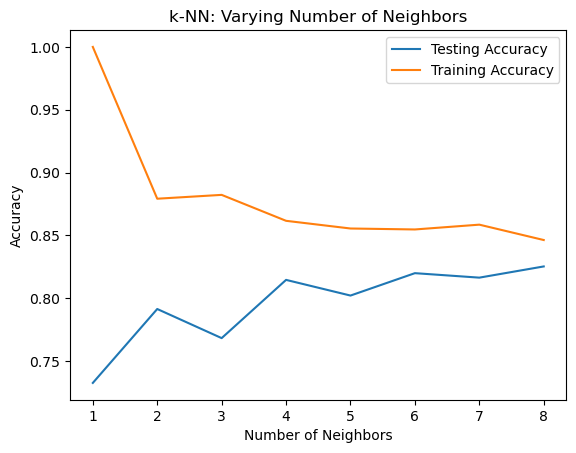 k-NN: Varying Number of Neighbors
Testing Accuracy
Training Accuracy
1.00
0.95
0.90
0.85
0.80
0.75
Accuracy
1 2 3 4 5 6 7 8
Number of Neighbors